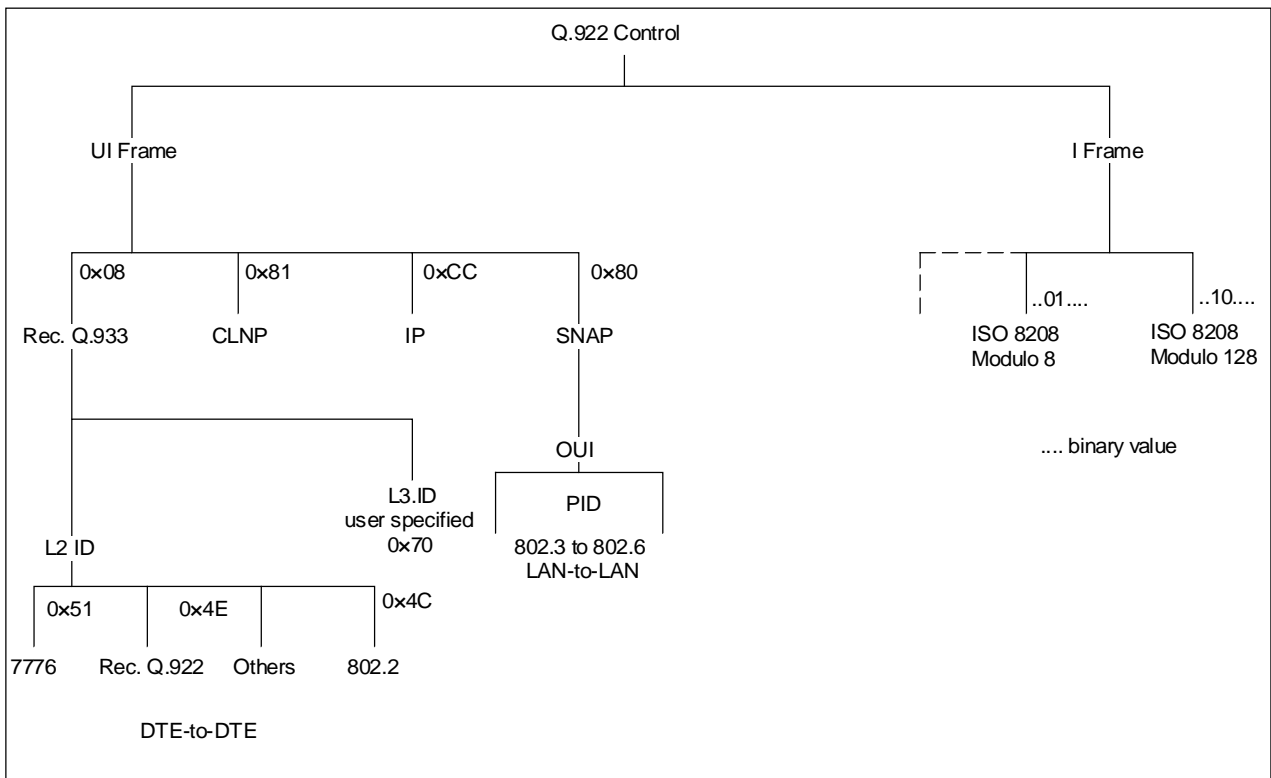 Q.922 Control
UI Frame
I Frame
0×08
0×81
0×CC
0×80
..01....
..10....
Rec. Q.933
CLNP
IP
SNAP
ISO 8208
Modulo 8
ISO 8208
Modulo 128
OUI
.... binary value
L3.ID
user specified
0×70
PID
L2 ID
802.3 to 802.6
LAN-to-LAN
0×51
0×4E
0×4C
7776
Rec. Q.922
Others
802.2
DTE-to-DTE